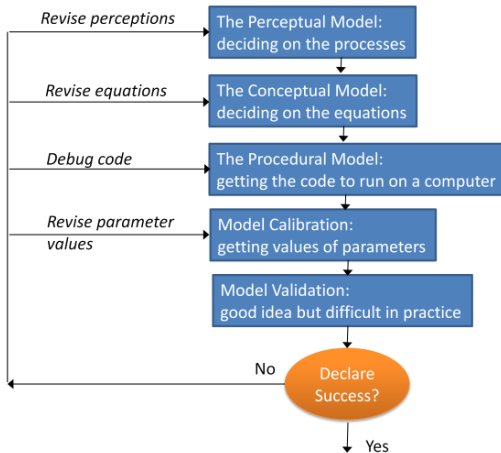 Revise perceptions
The Perceptual Model:
deciding on the processes
Revise equations
The Conceptual Model:
deciding on the equations
Debug code
The Procedural Model:
getting the code to run on a computer
Revise parameter
values
Model Calibration:
getting values of parameters
Model Validation:
good idea but difficult in practice
No
Declare
Success?
Yes